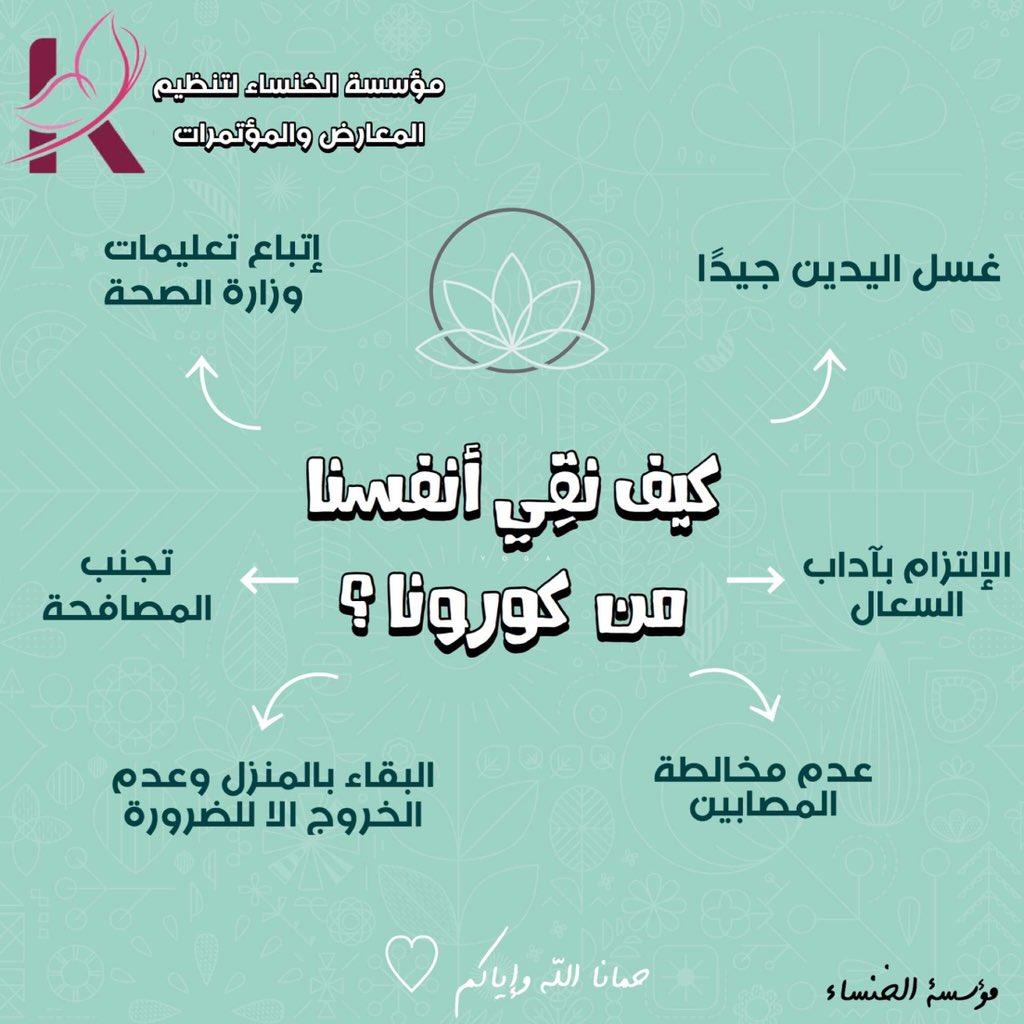 مؤسسة الخنساء لتنظيم
المعارض والمؤتمرات
غسل اليدين جيدًا
إتباع تعليمات
وزارة الصحة
كيف نقِي أنفسنا
YOGA
من كورونا ؟
الإلتزام بآداب
السعال
تجنب
المصافحة
عدم مخالطة
المصابين
البقاء بالمنزل وعدم
الخروج الا للضرورة
حمانا الله وإياكم
مؤسسة الخنساء